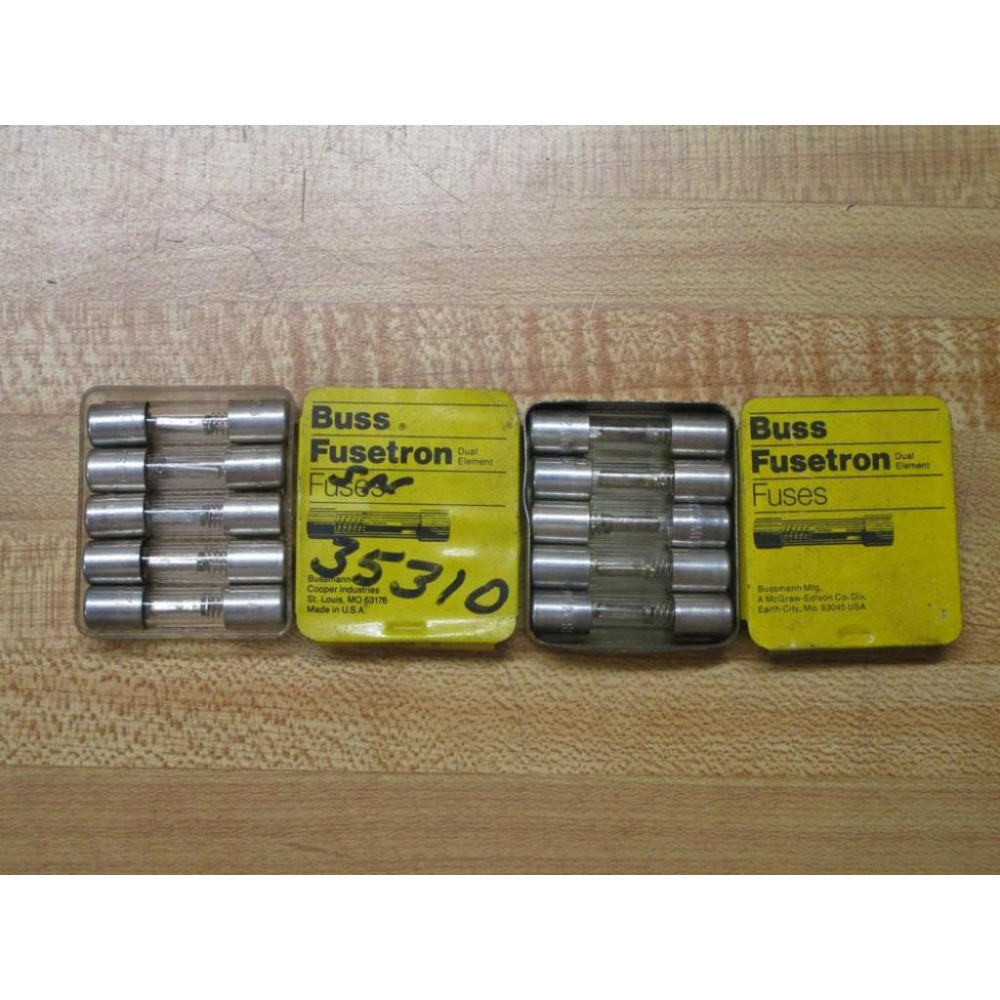 Buss
Fusetron Dual Element
Fuses
35310
Bussmann
Cooper Industries
St. Louis, MO 63178
Made in U.S.A.
Buss
Fusetron Dual Element
Fuses
Bussmann Mfg.
A McGraw-Edison Co. Div.
Earth City, Mo. 63045 USA